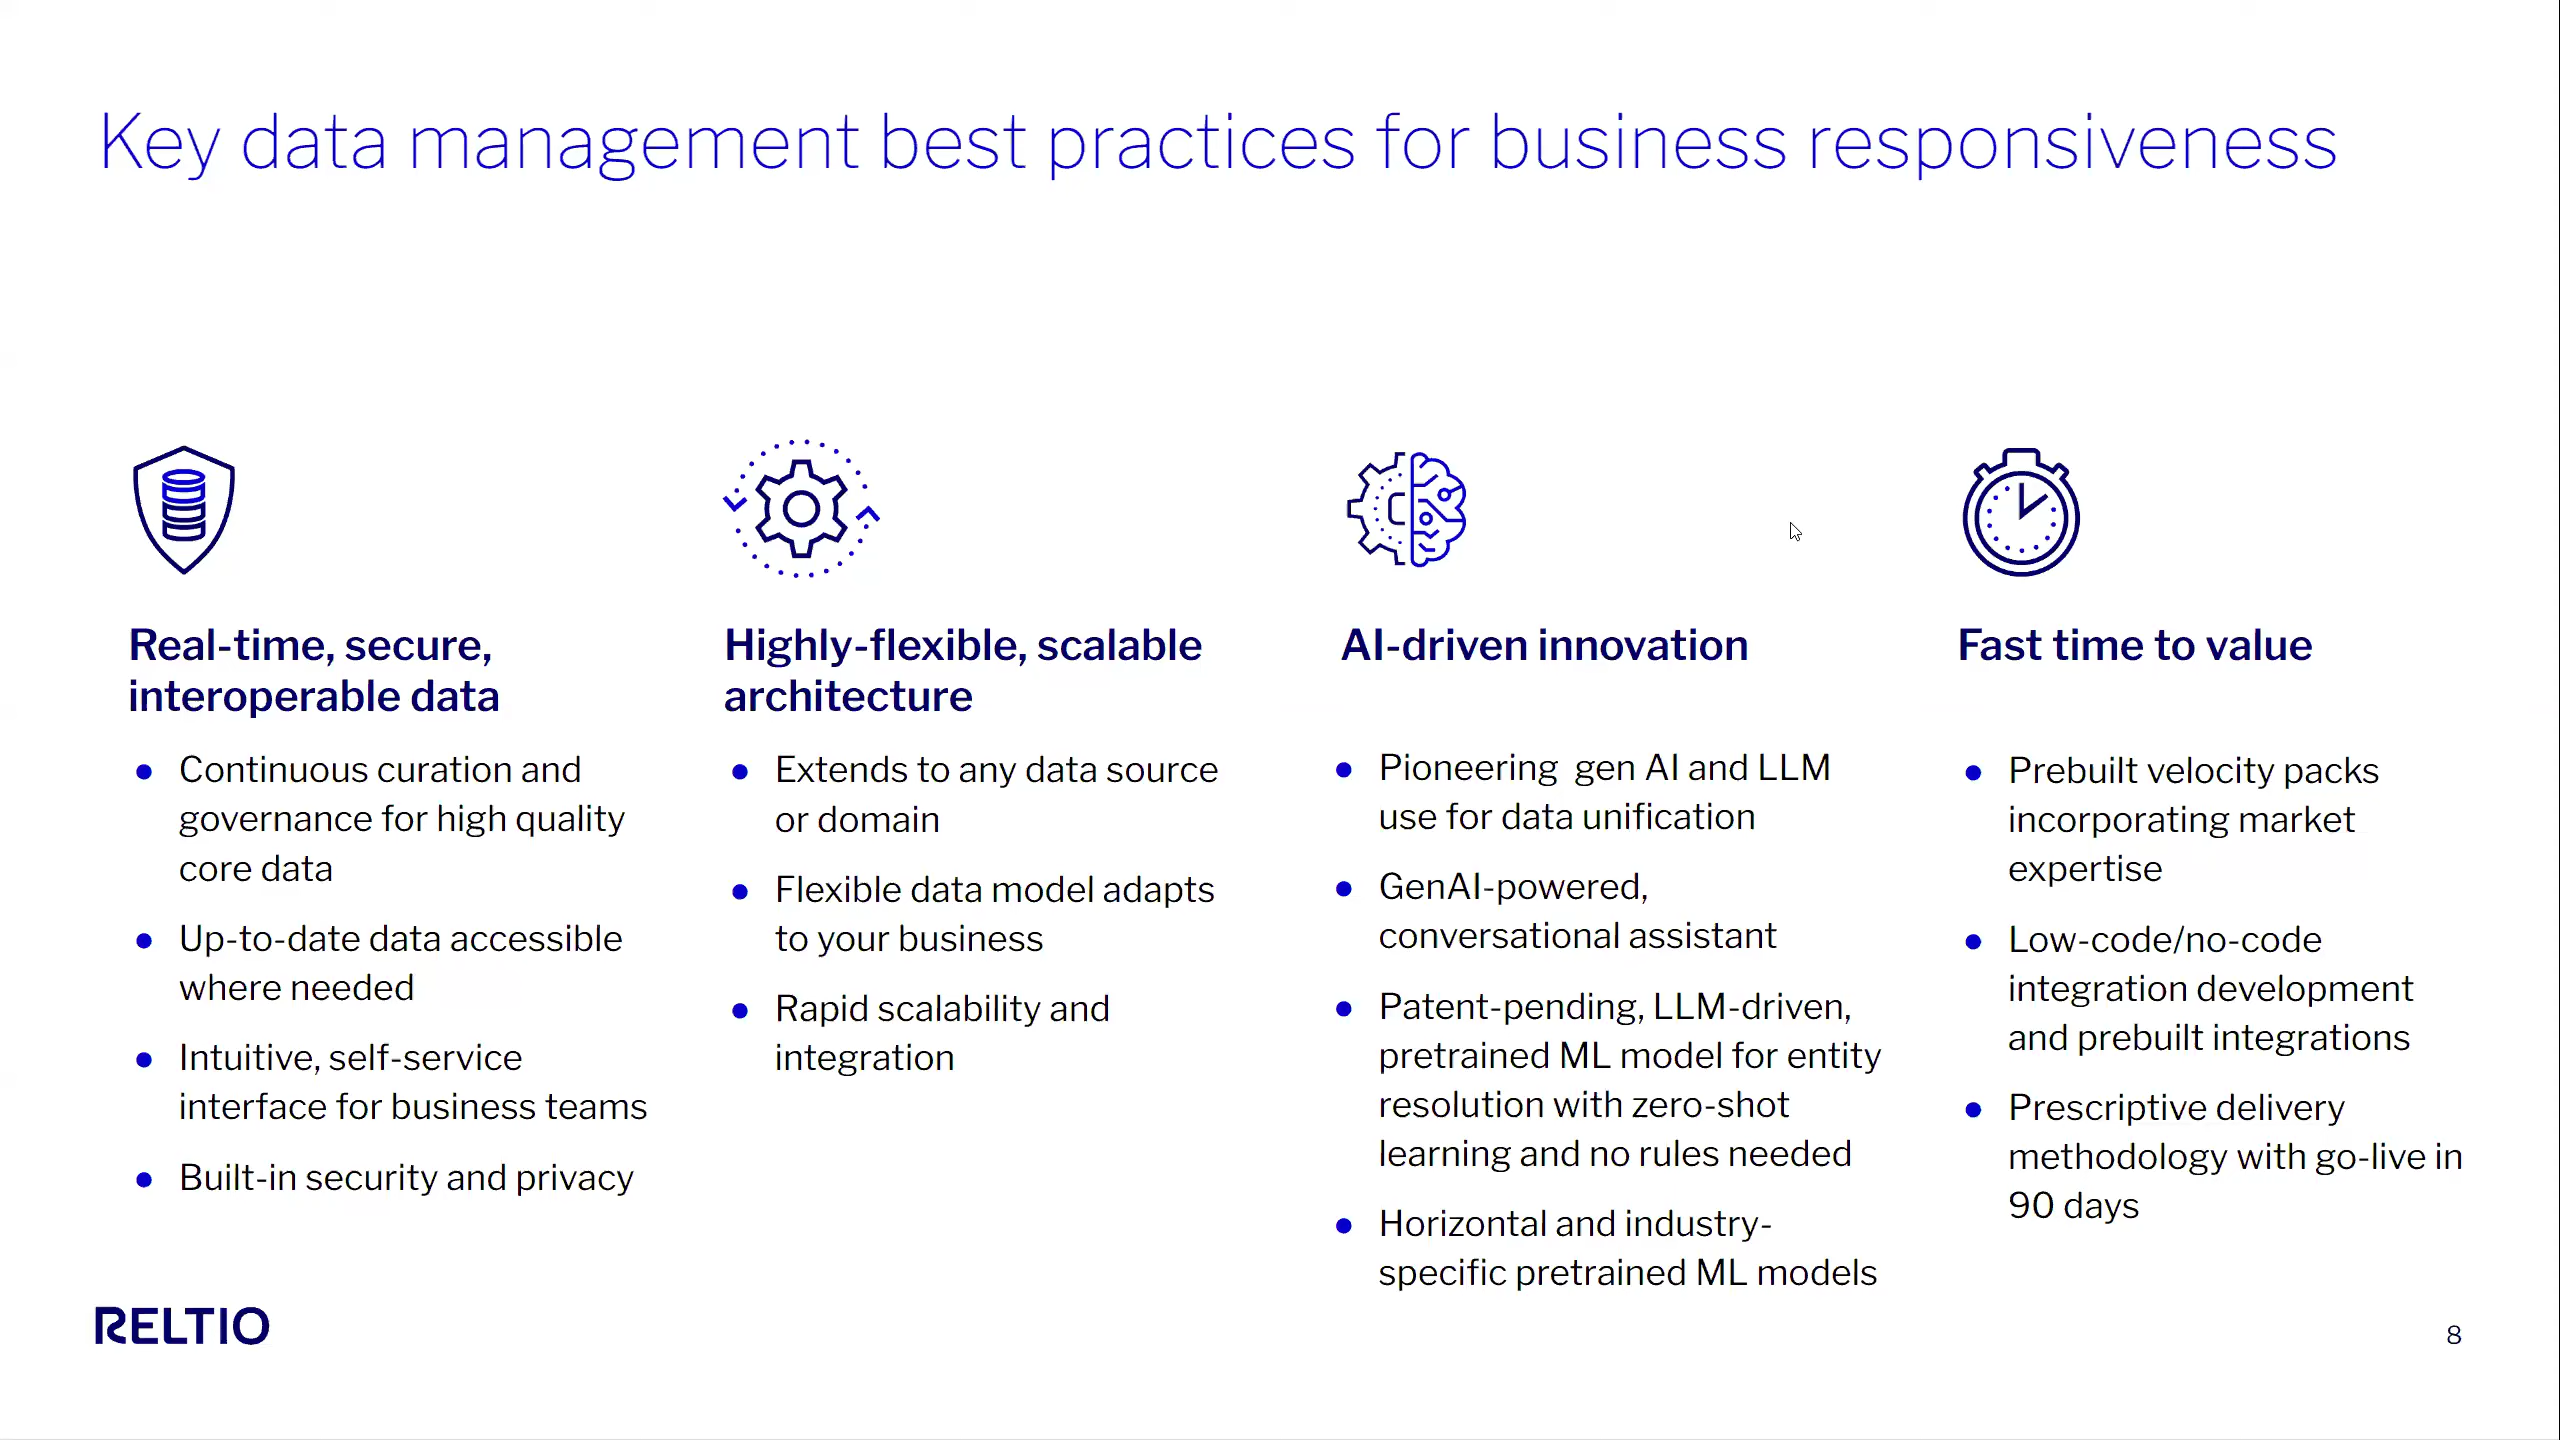 Key data management best practices for business responsiveness
Real-time, secure,
interoperable data
● Continuous curation and
governance for high quality
core data
● Up-to-date data accessible
where needed
● Intuitive, self-service
interface for business teams
● Built-in security and privacy
Highly-flexible, scalable
architecture
● Extends to any data source
or domain
● Flexible data model adapts
to your business
● Rapid scalability and
integration
AI-driven innovation
● Pioneering  gen AI and LLM
use for data unification
● GenAI-powered,
conversational assistant
● Patent-pending, LLM-driven,
pretrained ML model for entity
resolution with zero-shot
learning and no rules needed
● Horizontal and industry-
specific pretrained ML models
Fast time to value
● Prebuilt velocity packs
incorporating market
expertise
● Low-code/no-code
integration development
and prebuilt integrations
● Prescriptive delivery
methodology with go-live in
90 days
RELTIO
8